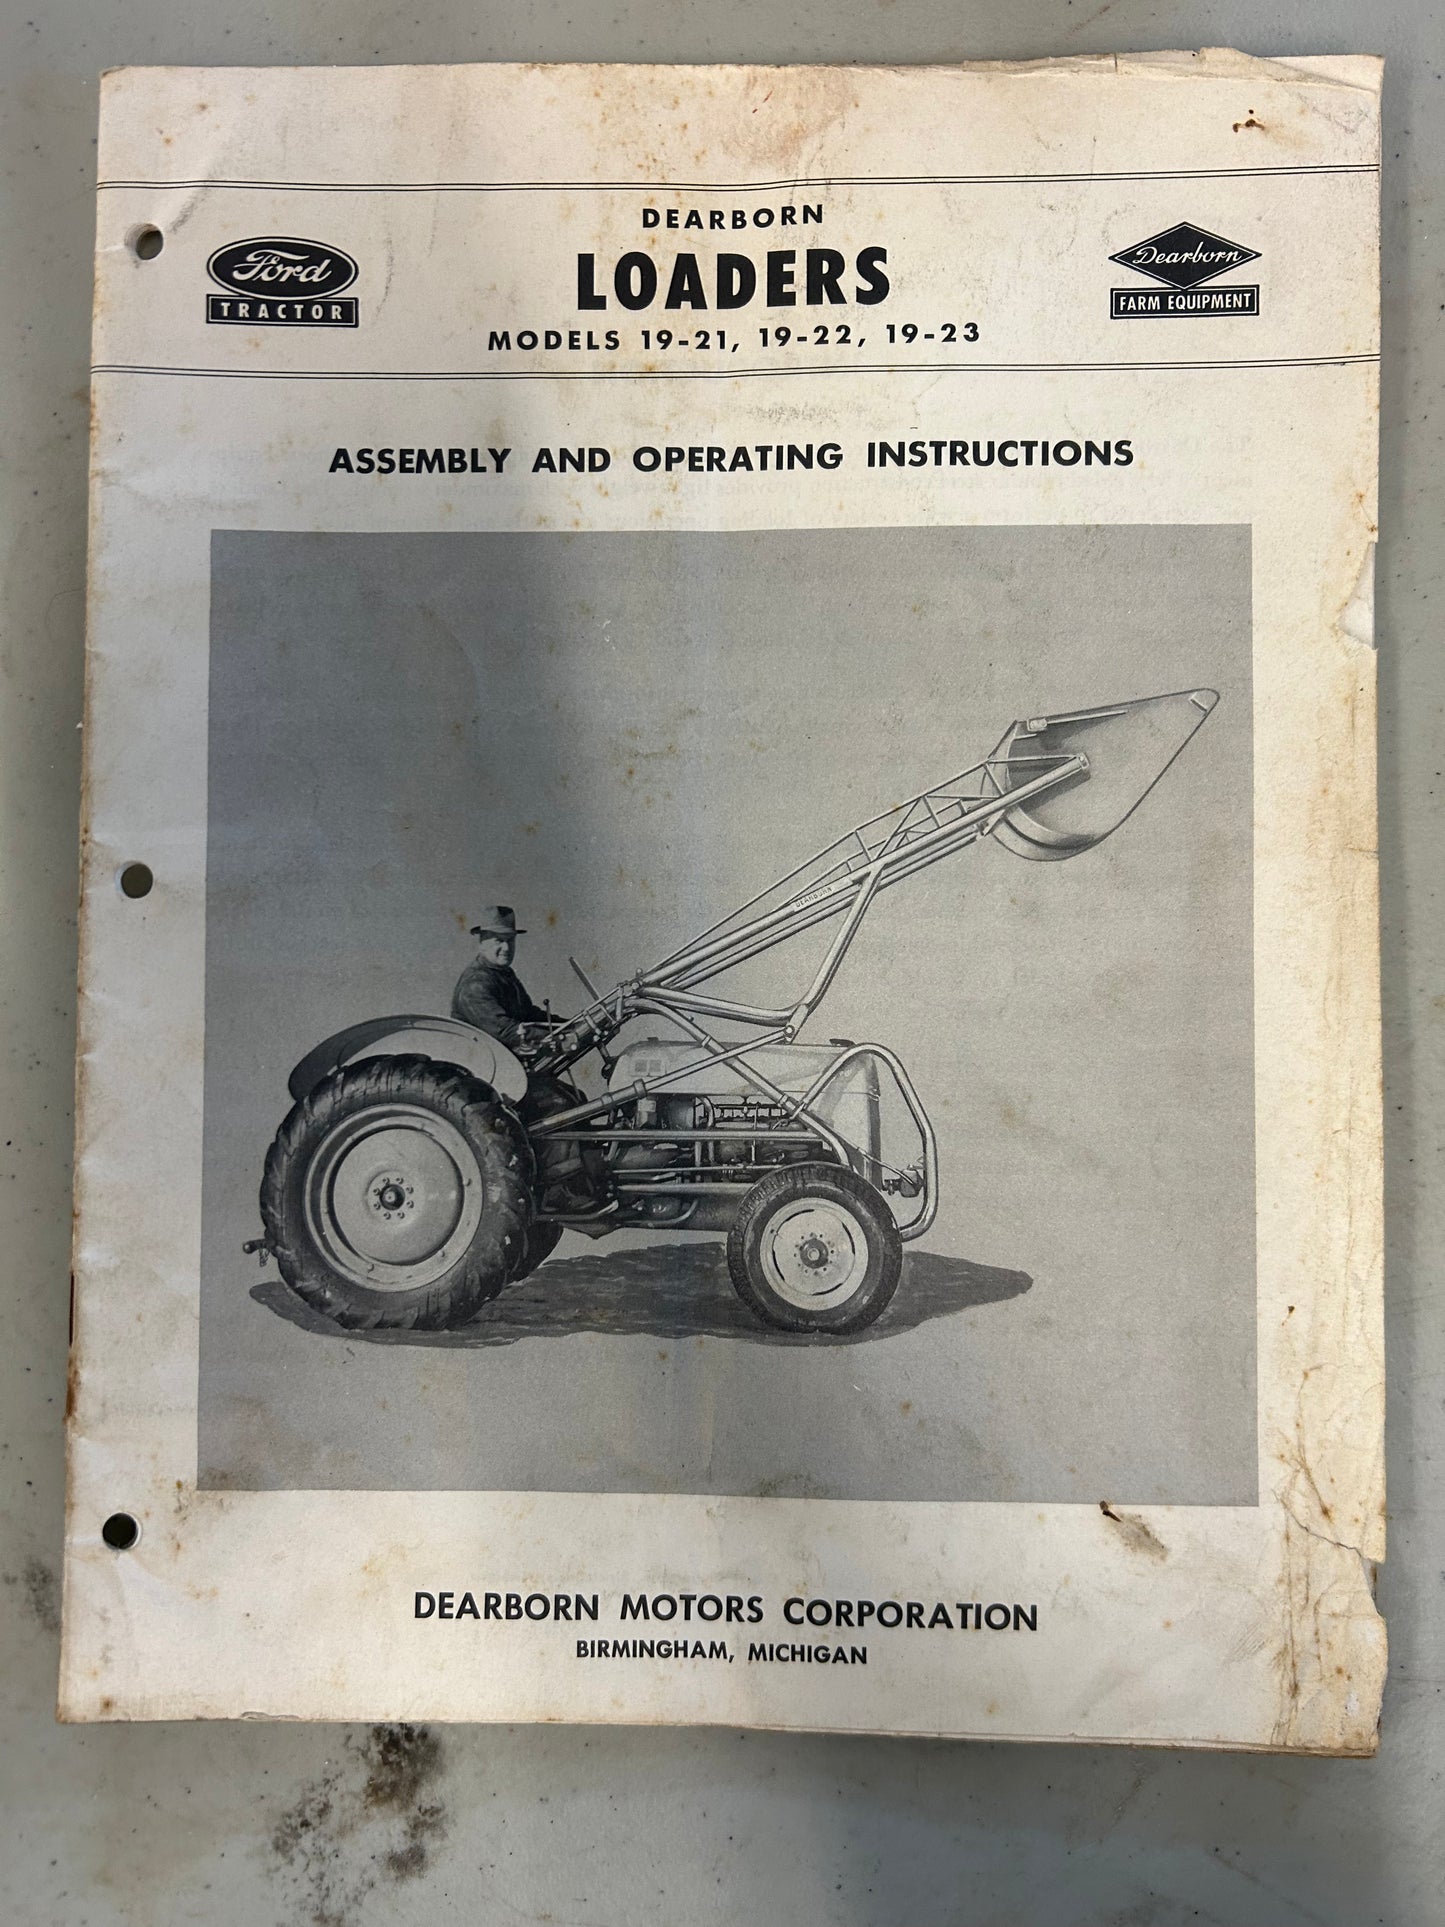 DEARBORN
LOADERS
MODELS 19-21, 19-22, 19-23
Ford
TRACTOR
Dearborn
FARM EQUIPMENT
ASSEMBLY AND OPERATING INSTRUCTIONS
DEARBORN
DEARBORN MOTORS CORPORATION
BIRMINGHAM, MICHIGAN